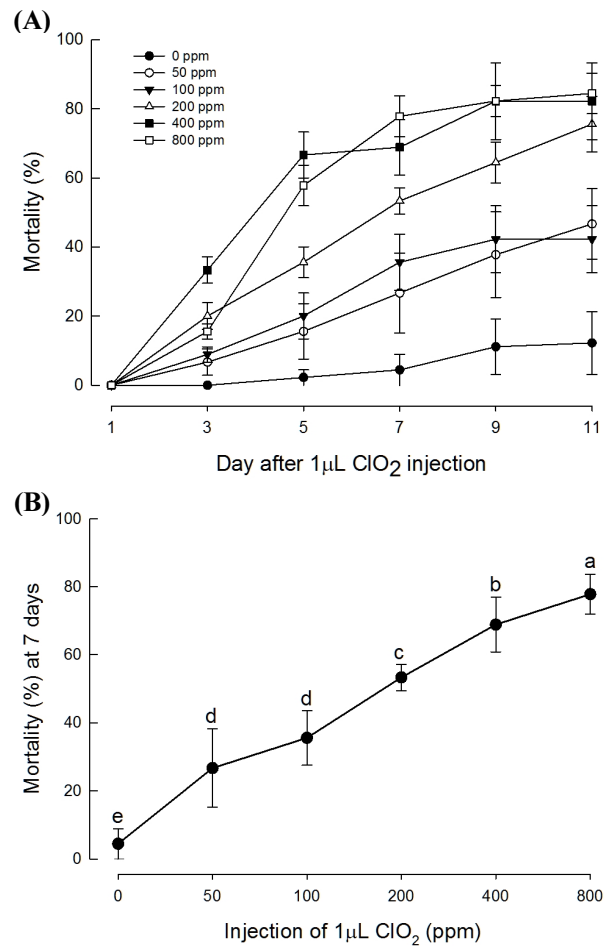 (A)
100
80
60
40
20
0
Mortality (%)
0 ppm
50 ppm
100 ppm
200 ppm
400 ppm
800 ppm
1 3 5 7 9 11
Day after 1μL ClO2 injection
(B)
100
80
60
40
20
0
Mortality (%) at 7 days
e
d
d
c
b
a
0 50 100 200 400 800
Injection of 1μL ClO₂ (ppm)